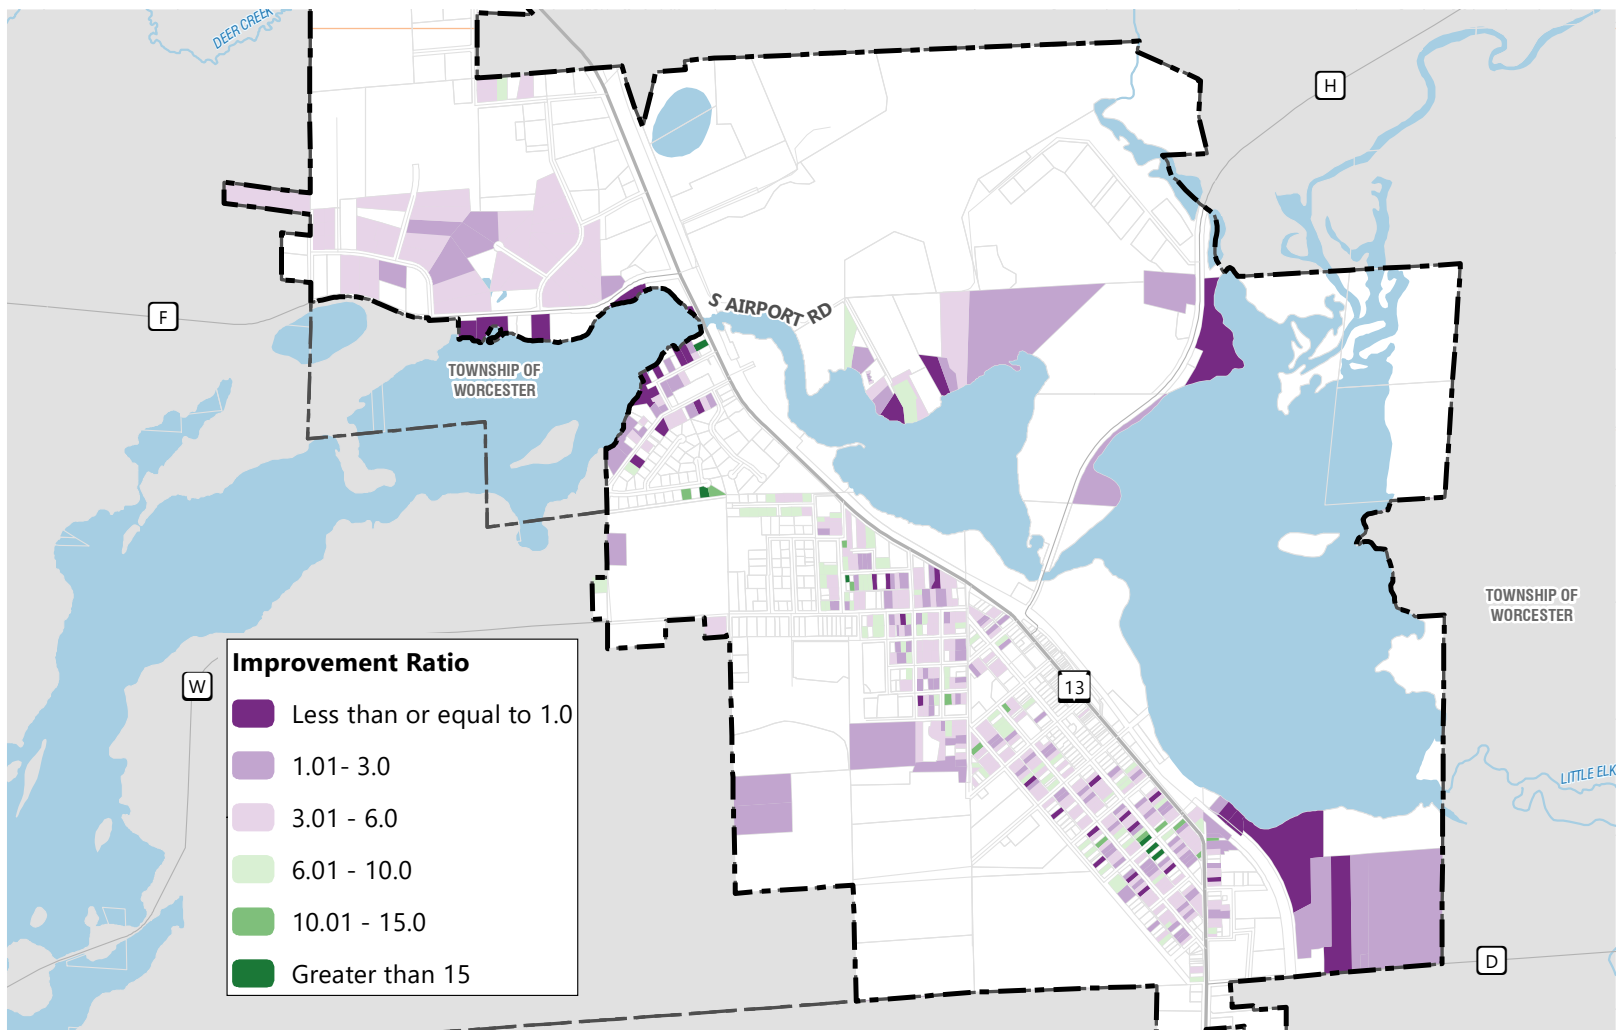 DEER CREEK
H
F
S AIRPORT RD
TOWNSHIP OF
WORCESTER
TOWNSHIP OF
WORCESTER
W
13
Improvement Ratio
Less than or equal to 1.0
1.01- 3.0
3.01 - 6.0
6.01 - 10.0
10.01 - 15.0
Greater than 15
LITTLE ELK
D